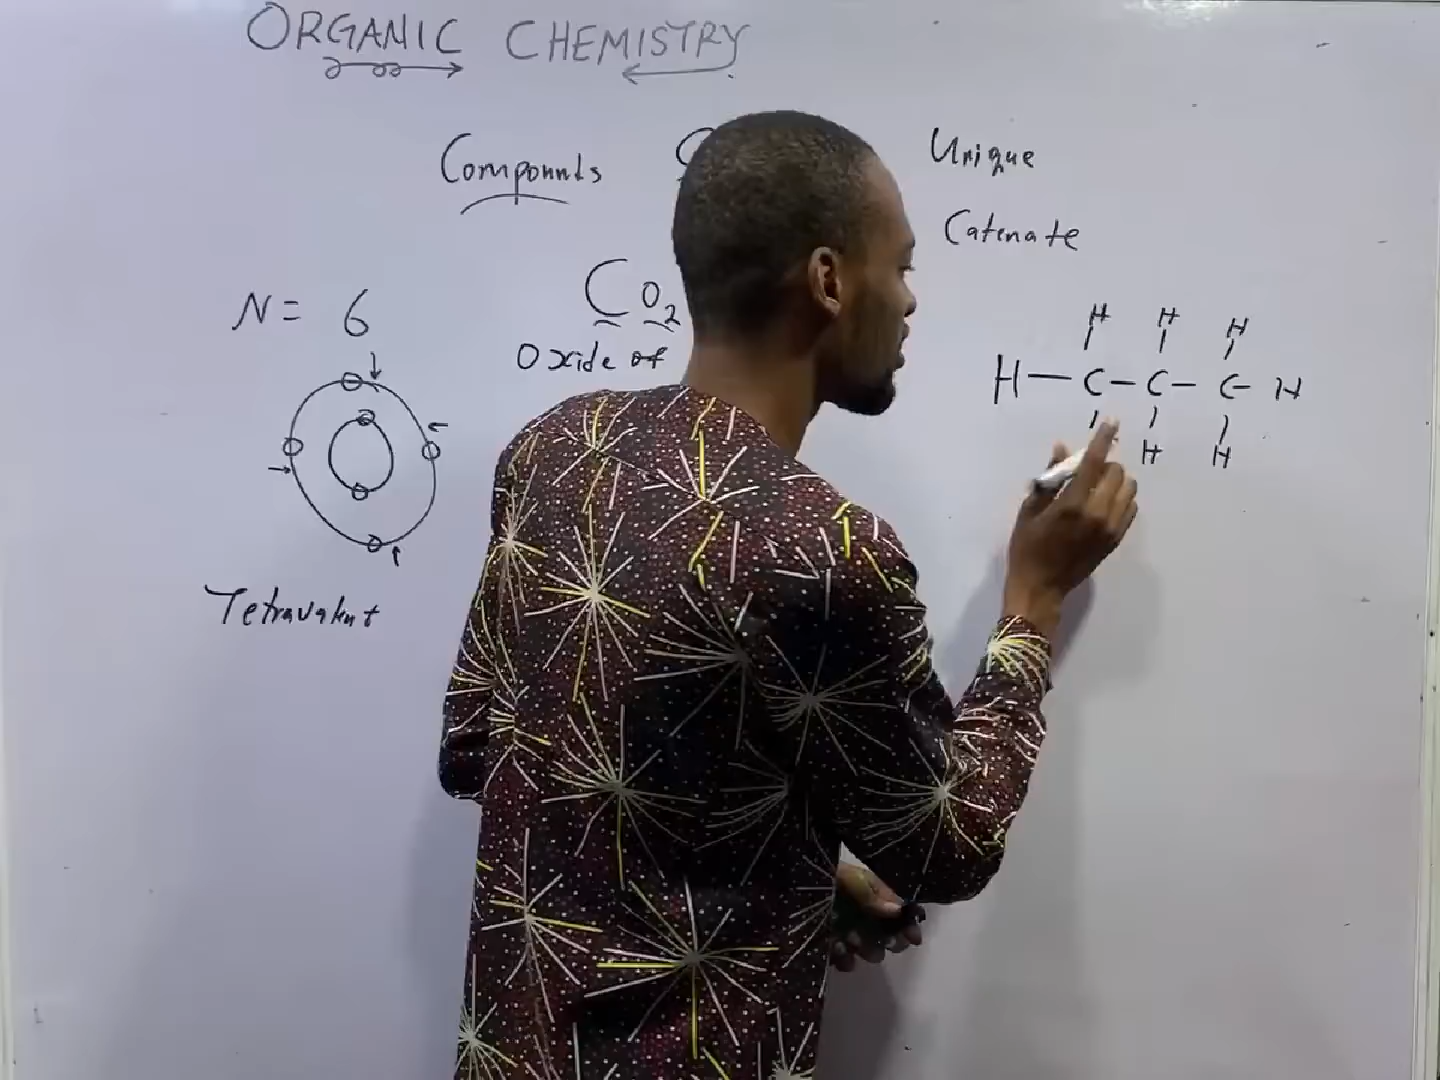 ORGANIC CHEMISTRY
Compounds
Unique
Catenate
N = 6
CO2
Oxide of
H H H
H — C — C — C — H
H H
Tetravalent